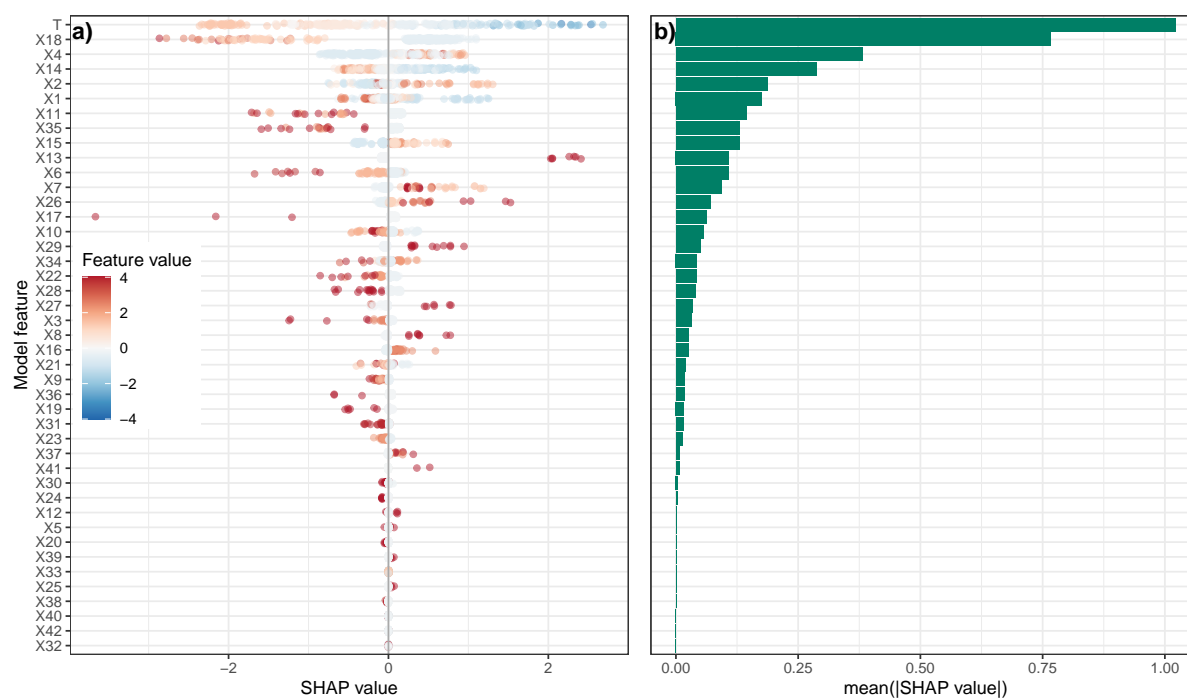 a)
b)
Model feature
T
X18
X4
X14
X2
X1
X11
X35
X15
X13
X6
X7
X26
X17
X10
X29
X34
X22
X28
X27
X3
X8
X16
X21
X9
X36
X19
X31
X23
X37
X41
X30
X24
X12
X5
X20
X39
X33
X25
X38
X40
X42
X32
Feature value
4
2
0
−2
−4
−2 0 2
SHAP value
0.00 0.25 0.50 0.75 1.00
mean(|SHAP value|)